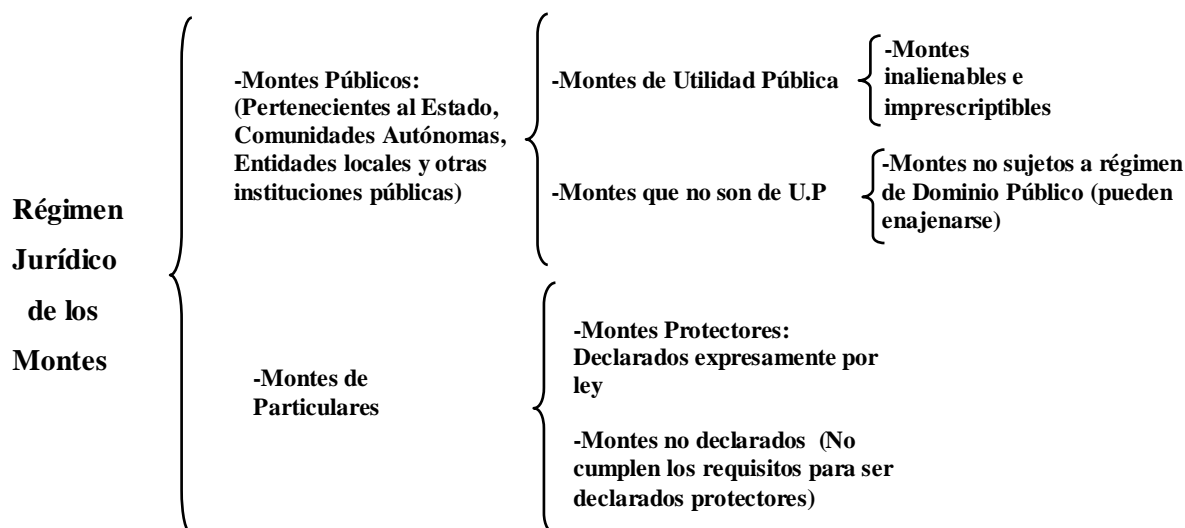 Régimen
Jurídico
de los
Montes
-Montes Públicos:
(Pertenecientes al Estado,
Comunidades Autónomas,
Entidades locales y otras
instituciones públicas)
-Montes de Utilidad Pública
-Montes
inalienables e
imprescriptibles
-Montes que no son de U.P
-Montes no sujetos a régimen
de Dominio Público (pueden
enajenarse)
-Montes de
Particulares
-Montes Protectores:
Declarados expresamente por
ley
-Montes no declarados (No
cumplen los requisitos para ser
declarados protectores)